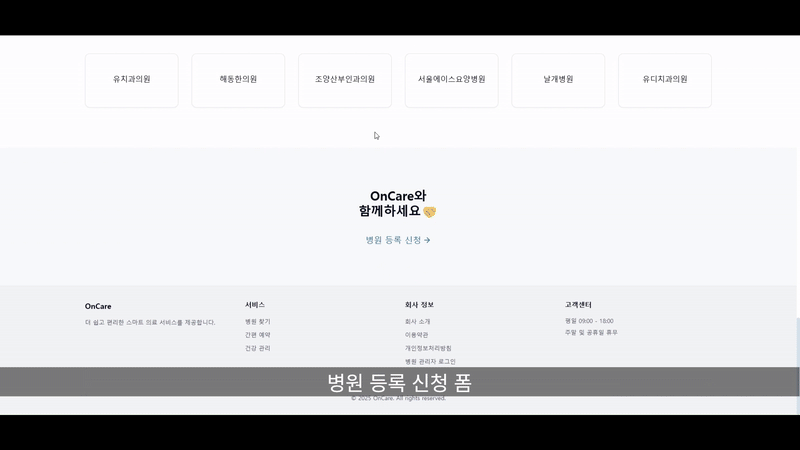 유치과의원
해동한의원
조양산부인과의원
서울에이스요양병원
날개병원
유디치과의원
OnCare와
함께하세요
병원 등록 신청 →
OnCare
더 쉽고 편리한 스마트 의료 서비스를 제공합니다.
서비스
병원 찾기
간편 예약
건강 관리
회사 정보
회사 소개
이용약관
개인정보처리방침
병원 관리자 로그인
고객센터
평일 09:00 - 18:00
주말 및 공휴일 휴무
병원 등록 신청 폼
© 2025 OnCare. All rights reserved.